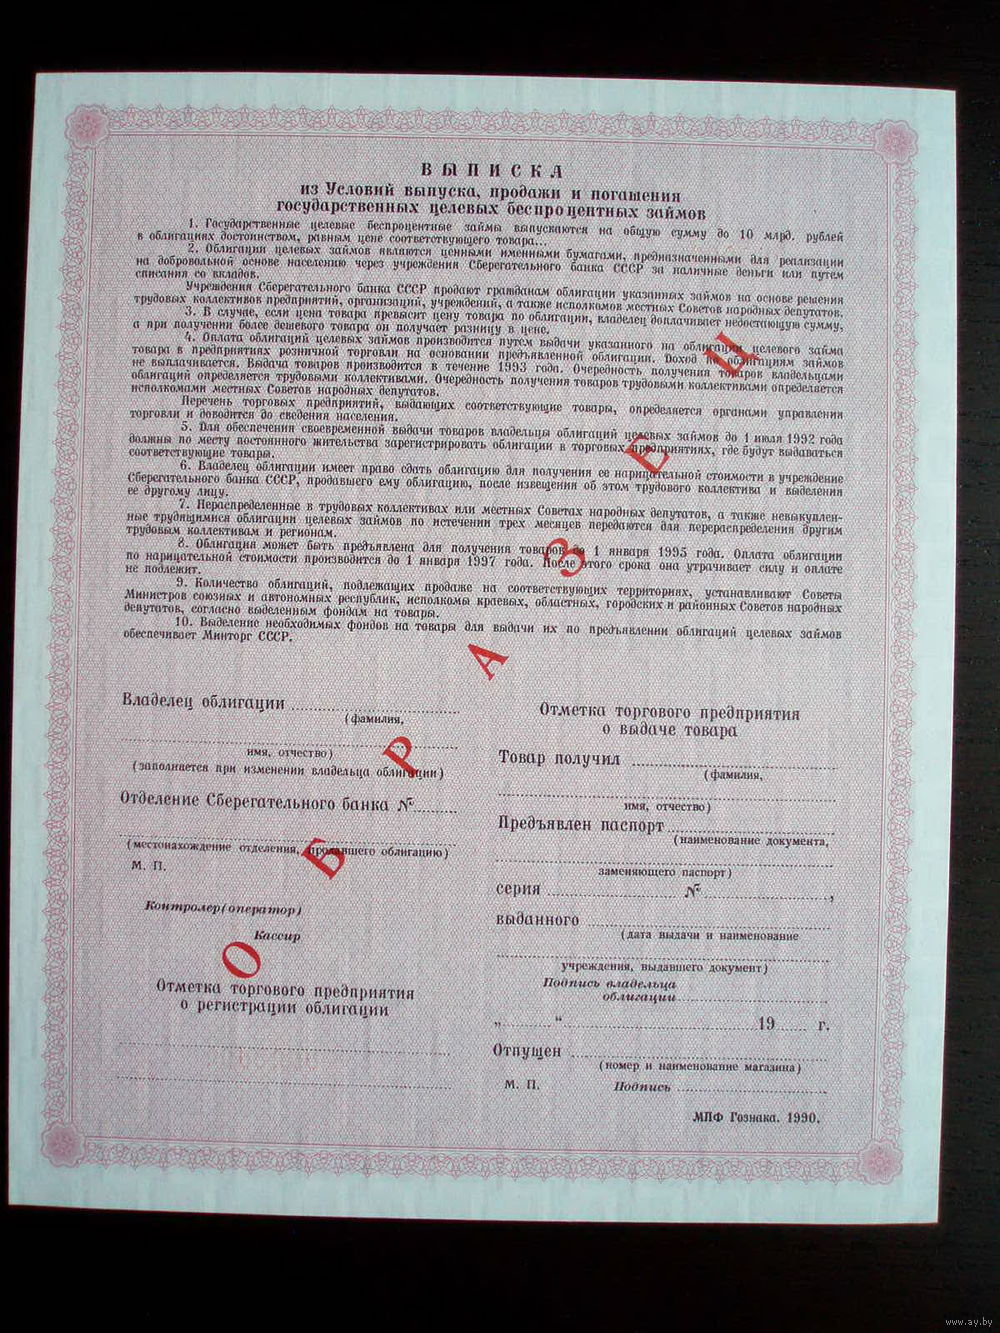 ВЫПИСКА
из Условий выпуска, продажи и погашения
государственных целевых беспроцентных займов
1. Государственные целевые беспроцентные займы выпускаются на общую сумму до 10 млрд. рублей
в облигациях достоинством, равным цене соответствующего товара...
2. Облигации целевых займов являются ценными именными бумагами, предназначенными для реализации
на добровольной основе населению через учреждения Сберегательного банка СССР за наличные деньги или путем
списания со вкладов.
Учреждения Сберегательного банка СССР продают гражданам облигации указанных займов на основе решения
трудовых коллективов предприятий, организаций, учреждений, а также исполкомов местных Советов народных депутатов.
3. В случае, если цена товара превысит цену товара по облигации, владелец доплачивает недостающую сумму,
а при получении более дешевого товара он получает разницу в цене.
4. Оплата облигаций целевых займов производится путем выдачи указанного на облигации целевого займа
товара в предприятиях розничной торговли на основании предъявленной облигации. Доход по облигациям займов
не выплачивается. Выдача товаров производится в течение 1993 года. Очередность получения товаров владельцами
облигаций определяется трудовыми коллективами. Очередность получения товаров трудовыми коллективами определяется
исполкомами местных Советов народных депутатов.
Перечень торговых предприятий, выдающих соответствующие товары, определяется органами управления
торговли и доводится до сведения населения.
5. Для обеспечения своевременной выдачи товаров владельцы облигаций целевых займов до 1 июля 1992 года
должны по месту постоянного жительства зарегистрировать облигации в торговых предприятиях, где будут выдаваться
соответствующие товары.
6. Владелец облигации имеет право сдать облигацию для получения ее нарицательной стоимости в учреждение
Сберегательного банка СССР, продавшего ему облигацию, после извещения об этом трудового коллектива и выделения
ее другому лицу.
7. Перераспределенные в трудовых коллективах или местных Советах народных депутатов, а также невыкуплен-
ные трудящимися облигации целевых займов по истечении трех месяцев передаются для перераспределения другим
трудовым коллективам и регионам.
8. Облигация может быть предъявлена для получения товаров до 1 января 1995 года. Оплата облигации
по нарицательной стоимости производится до 1 января 1997 года. После этого срока она утрачивает силу и оплате
не подлежит.
9. Количество облигаций, подлежащих продаже на соответствующих территориях, устанавливают Советы
Министров союзных и автономных республик, исполкомы краевых, областных, городских и районных Советов народных
депутатов, согласно выделенным фондам на товары.
10. Выделение необходимых фондов на товары для выдачи их по предъявлении облигаций целевых займов
обеспечивает Минторг СССР.
ОБРАЗЕЦ
Владелец облигации
(фамилия,
имя, отчество)
(заполняется при изменении владельца облигации)
Отделение Сберегательного банка №
(местонахождение отделения, продавшего облигацию)
М. П.
Контролер (оператор)
Кассир
Отметка торгового предприятия
о регистрации облигации
Отметка торгового предприятия
о выдаче товара
Товар получил
(фамилия,
имя, отчество)
Предъявлен паспорт
(наименование документа,
заменяющего паспорт)
серия № ,
выданного
(дата выдачи и наименование
учреждения, выдавшего документ)
Подпись владельца
облигации
„ “ 19 г.
Отпущен
(номер и наименование магазина)
М. П. Подпись
МПФ Гознака. 1990.
www.ay.by